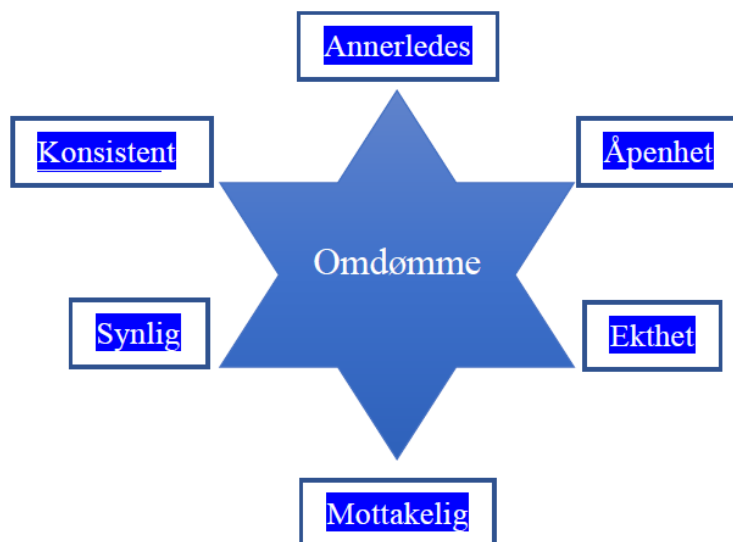 Annerledes
Konsistent
Åpenhet
Omdømme
Synlig
Ekthet
Mottakelig